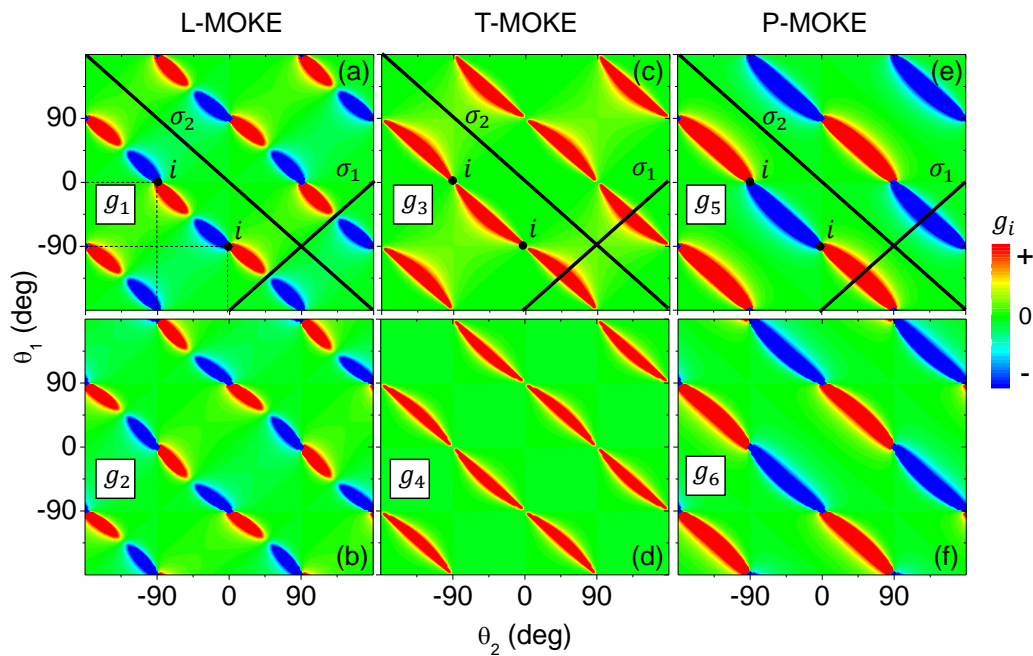 L-MOKE T-MOKE P-MOKE
(a) (c) (e)
σ₂ σ₂ σ₂
σ₁ σ₁ σ₁
90
i i i
0
g₁ g₃ g₅
i
-90
gᵢ
+
0
-
θ₁ (deg)
90
0
g₂ g₄ g₆
-90
(b) (d) (f)
-90 0 90 -90 0 90 -90 0 90
θ₂ (deg)